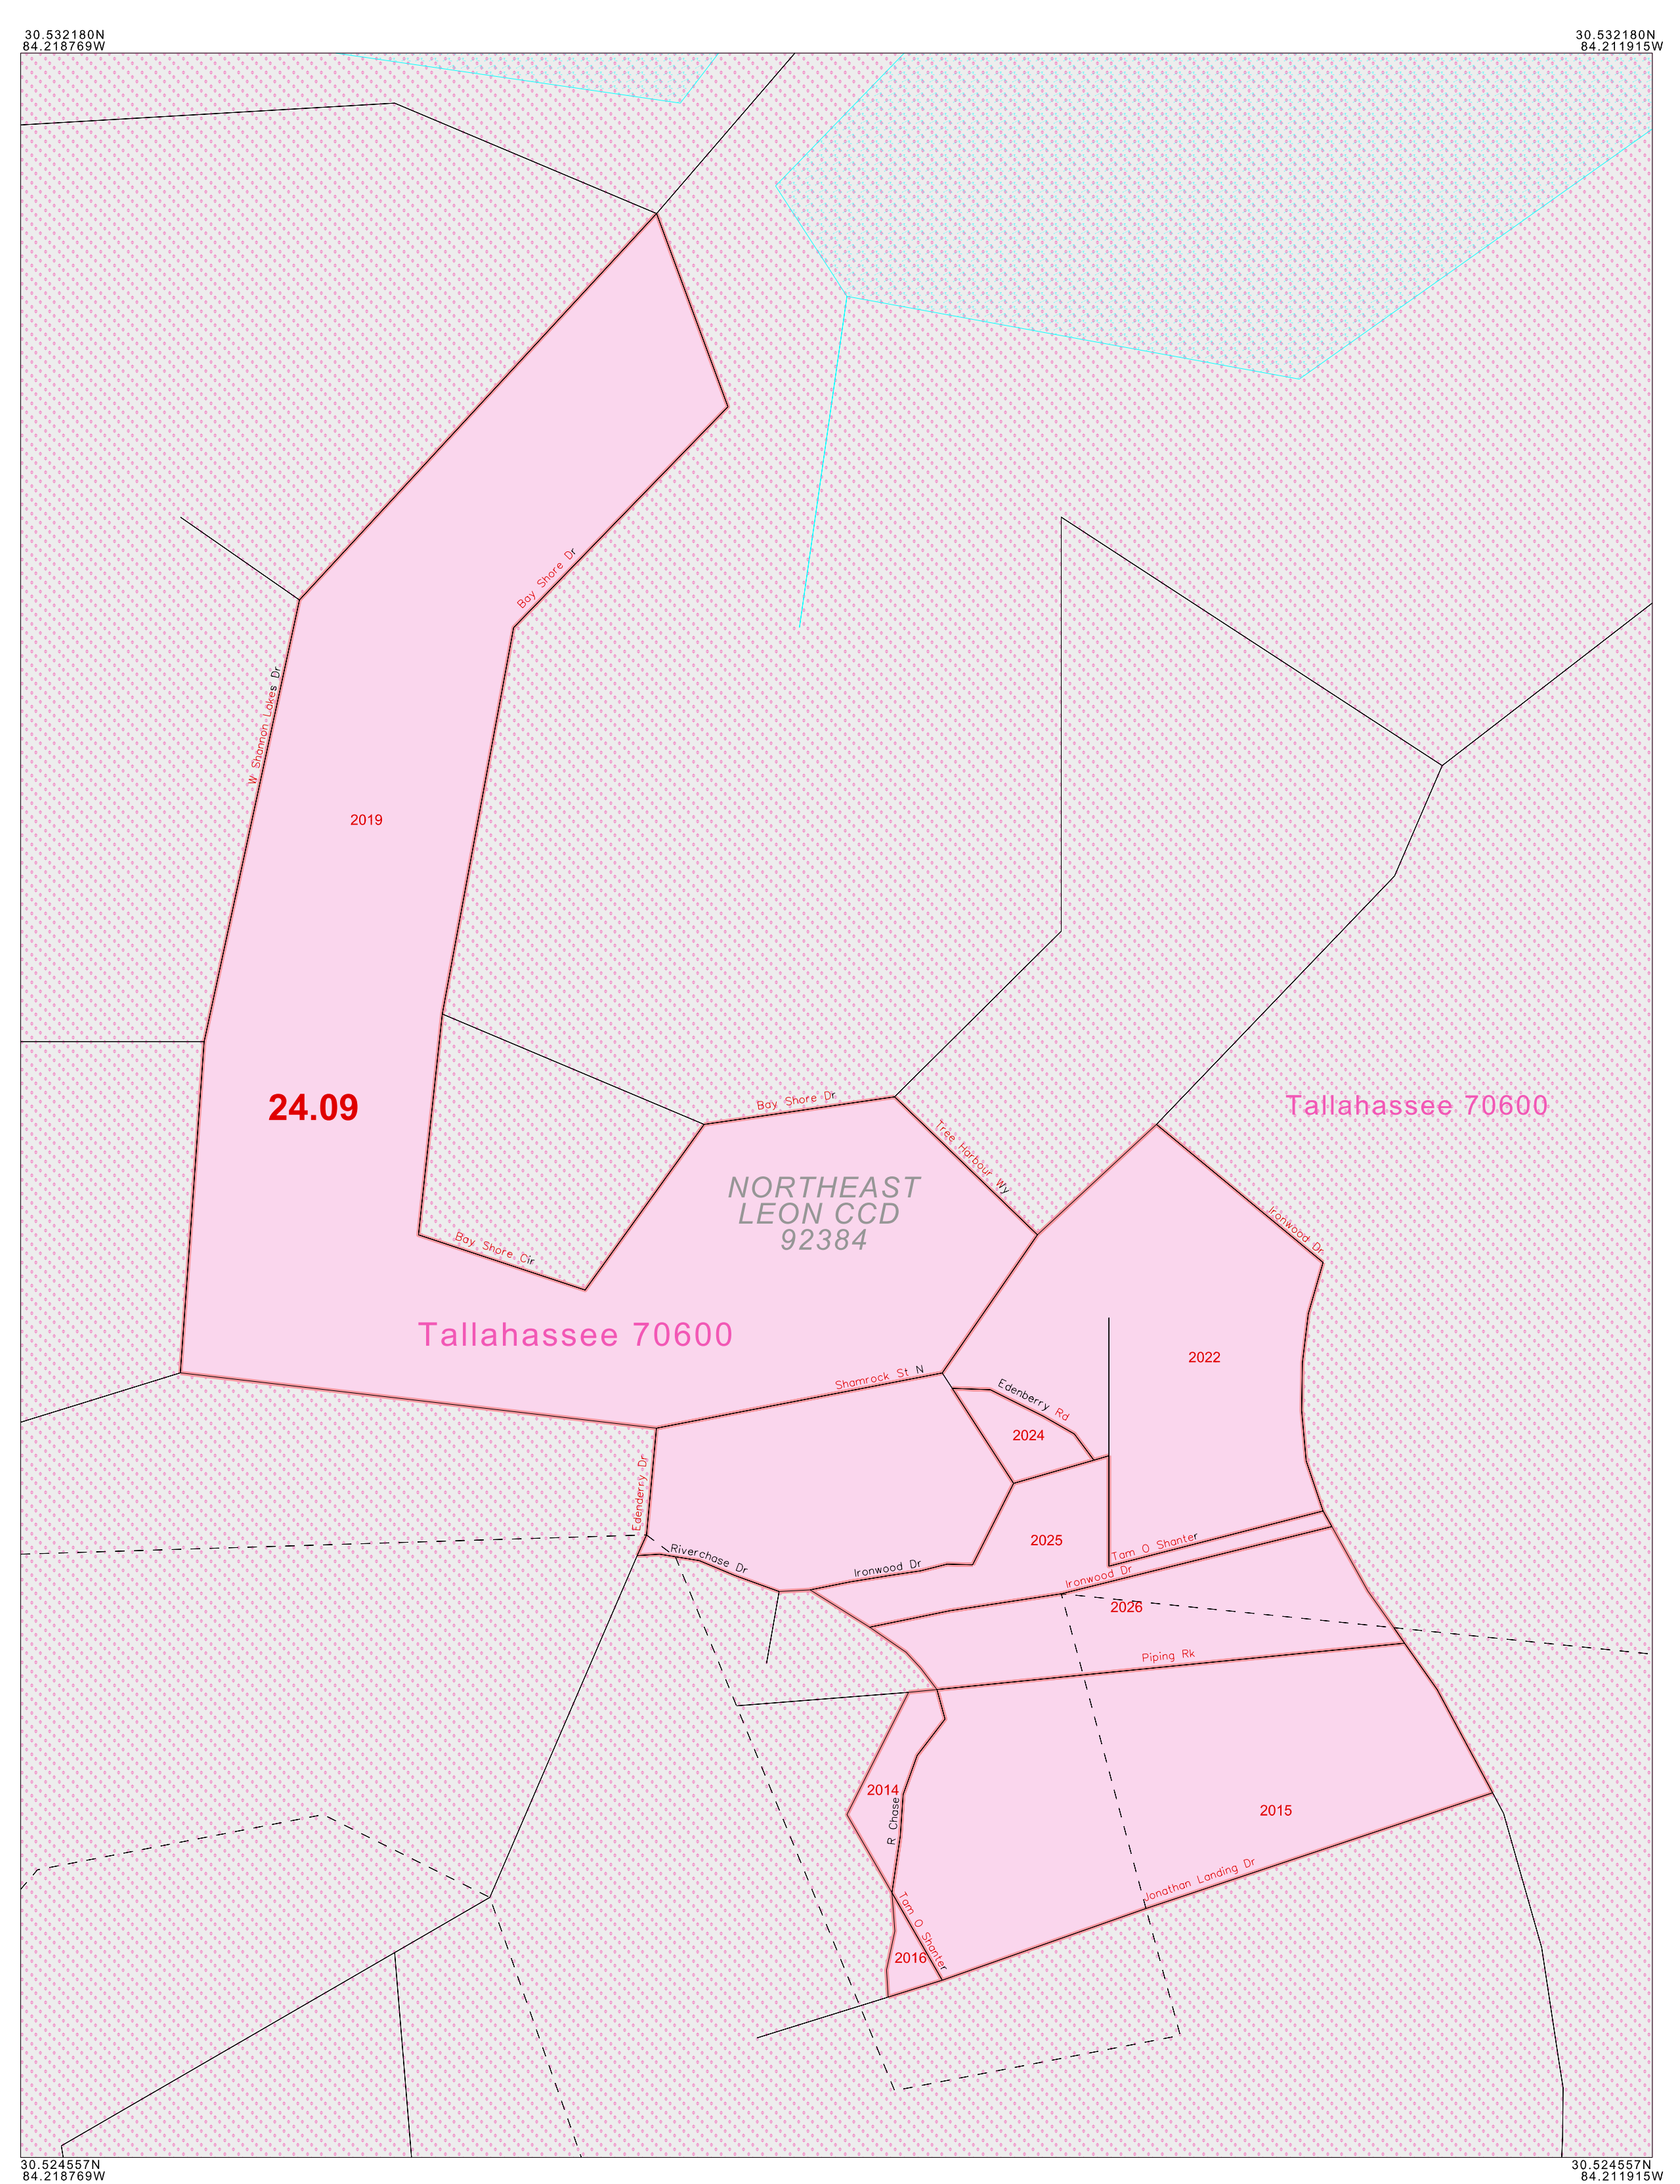 30.532180N
84.218769W
30.532180N
84.211915W
Bay Shore Dr
W Shannon Lakes Dr
2019
24.09
Bay Shore Dr
Tallahassee 70600
Tree Harbour Wy
NORTHEAST
LEON CCD
92384
Ironwood Dr
Bay Shore Cir
Tallahassee 70600
2022
Shamrock St N
Edenberry Rd
2024
Edenderry Dr
2025
Tam O Shanter
Riverchase Dr
Ironwood Dr
Ironwood Dr
2026
Piping Rk
2014
R Chase
2015
Jonathan Landing Dr
Tam O Shanter
2016
30.524557N
84.218769W
30.524557N
84.211915W